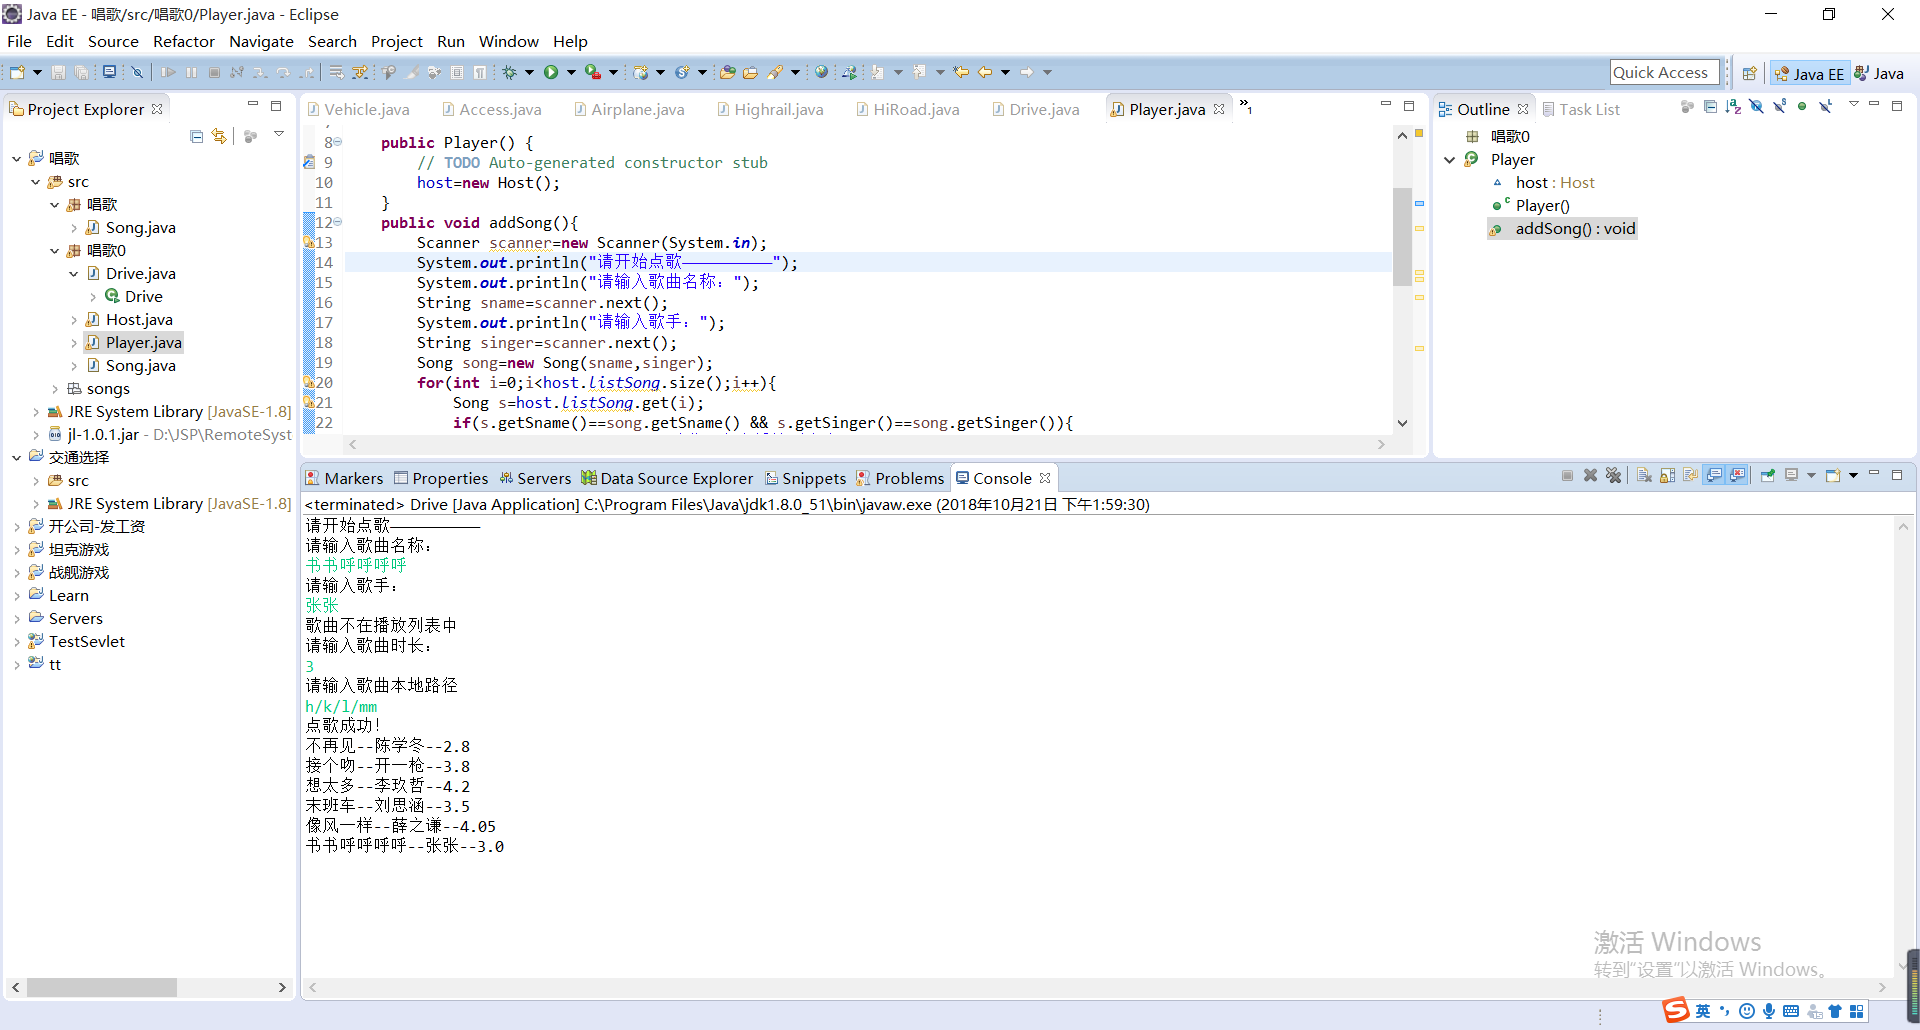 Java EE - 唱歌/src/唱歌0/Player.java - Eclipse
File Edit Source Refactor Navigate Search Project Run Window Help
Quick Access
Java EE
Java
Project Explorer
唱歌
src
唱歌
Song.java
唱歌0
Drive.java
Drive
Host.java
Player.java
Song.java
songs
JRE System Library [JavaSE-1.8]
jl-1.0.1.jar - D:\JSP\RemoteSyst
交通选择
src
JRE System Library [JavaSE-1.8]
开公司-发工资
坦克游戏
战舰游戏
Learn
Servers
TestSevlet
tt
Vehicle.java Access.java Airplane.java Highrail.java HiRoad.java Drive.java Player.java »1
8 public Player() {
9 // TODO Auto-generated constructor stub
10 host=new Host();
11 }
12 public void addSong(){
13 Scanner scanner=new Scanner(System.in);
14 System.out.println("请开始点歌——————————");
15 System.out.println("请输入歌曲名称：");
16 String sname=scanner.next();
17 System.out.println("请输入歌手：");
18 String singer=scanner.next();
19 Song song=new Song(sname,singer);
20 for(int i=0;i<host.listSong.size();i++){
21 Song s=host.listSong.get(i);
22 if(s.getSname()==song.getSname() && s.getSinger()==song.getSinger()){
Outline Task List
唱歌0
Player
host : Host
Player()
addSong() : void
Markers Properties Servers Data Source Explorer Snippets Problems Console
<terminated> Drive [Java Application] C:\Program Files\Java\jdk1.8.0_51\bin\javaw.exe (2018年10月21日 下午1:59:30)
请开始点歌——————————
请输入歌曲名称：
书书呼呼呼呼
请输入歌手：
张张
歌曲不在播放列表中
请输入歌曲时长：
3
请输入歌曲本地路径
h/k/l/mm
点歌成功！
不再见--陈学冬--2.8
接个吻--开一枪--3.8
想太多--李玖哲--4.2
末班车--刘思涵--3.5
像风一样--薛之谦--4.05
书书呼呼呼呼--张张--3.0
激活 Windows
转到"设置"以激活 Windows。
S 英